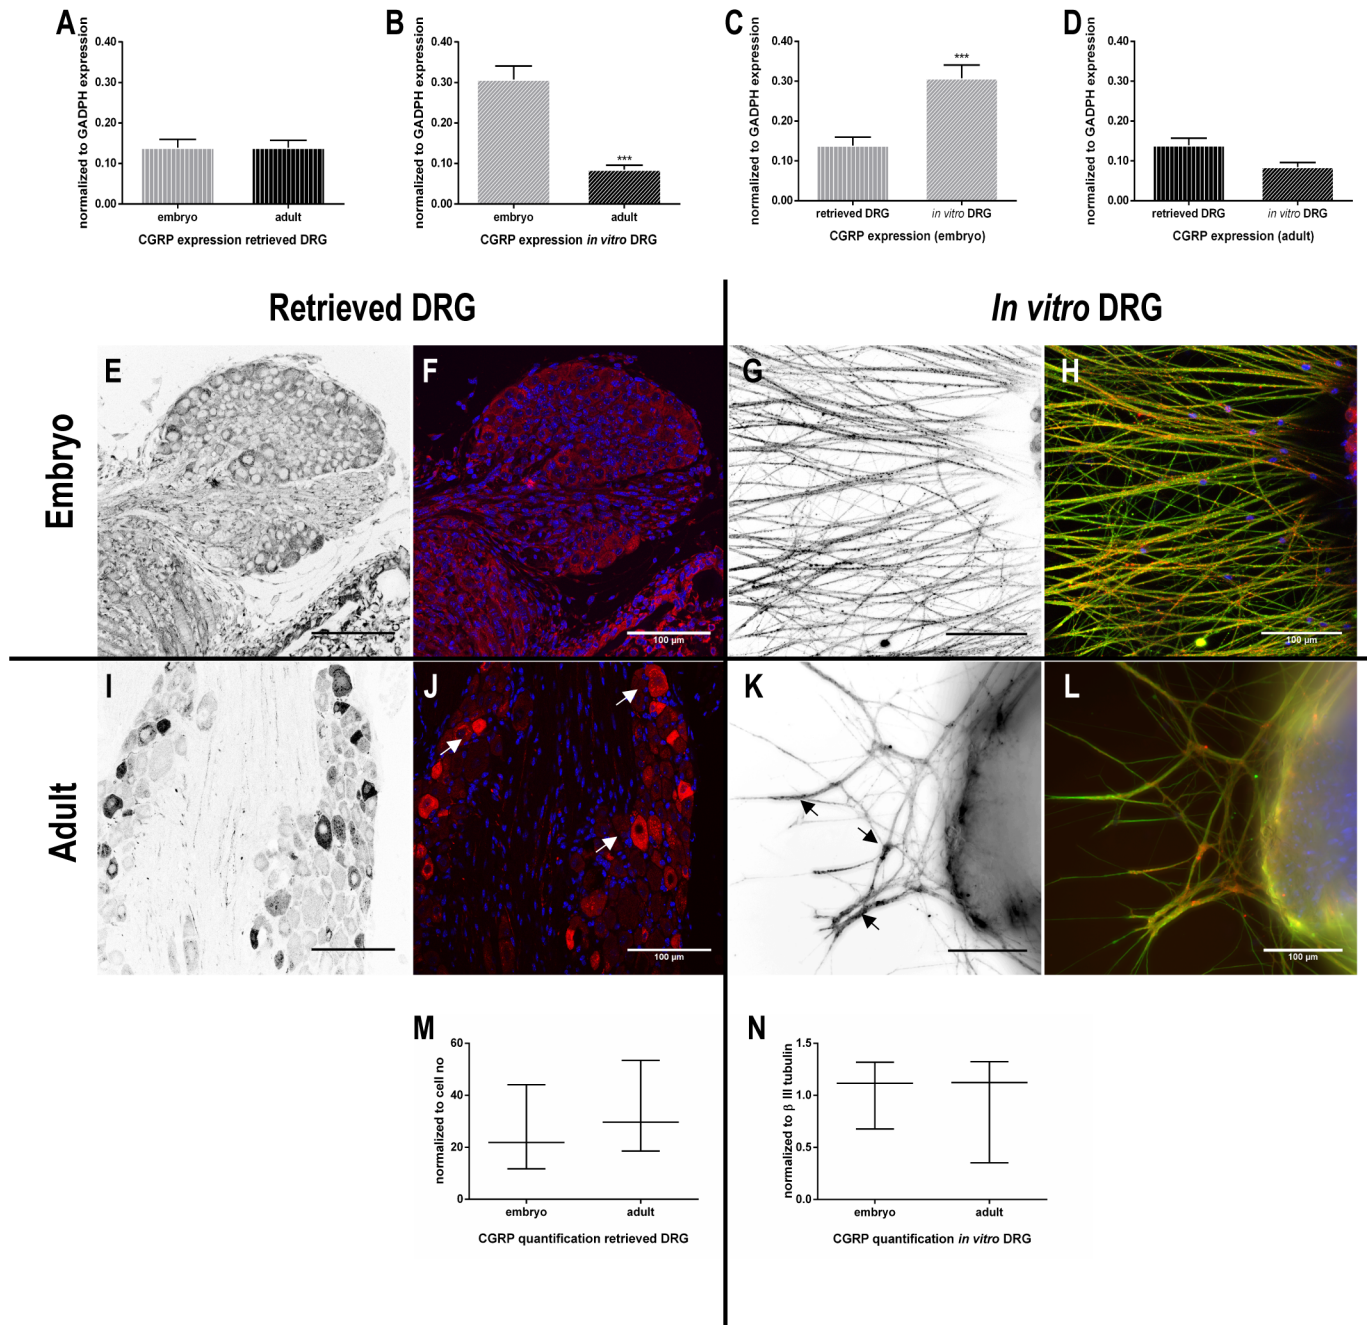 A
B
C
D
normalized to GADPH expression
0.40
0.30
0.20
0.10
0.00
embryo
adult
CGRP expression retrieved DRG
normalized to GADPH expression
0.40
0.30
0.20
0.10
0.00
***
embryo
adult
CGRP expression in vitro DRG
normalized to GADPH expression
0.40
0.30
0.20
0.10
0.00
***
retrieved DRG
in vitro DRG
CGRP expression (embryo)
normalized to GADPH expression
0.40
0.30
0.20
0.10
0.00
retrieved DRG
in vitro DRG
CGRP expression (adult)
Retrieved DRG
In vitro DRG
Embryo
E
F
100 µm
G
H
100 µm
Adult
I
J
100 µm
K
L
100 µm
M
normalized to cell no
60
40
20
0
embryo
adult
CGRP quantification retrieved DRG
N
normalized to β III tubulin
1.5
1.0
0.5
0.0
embryo
adult
CGRP quantification in vitro DRG